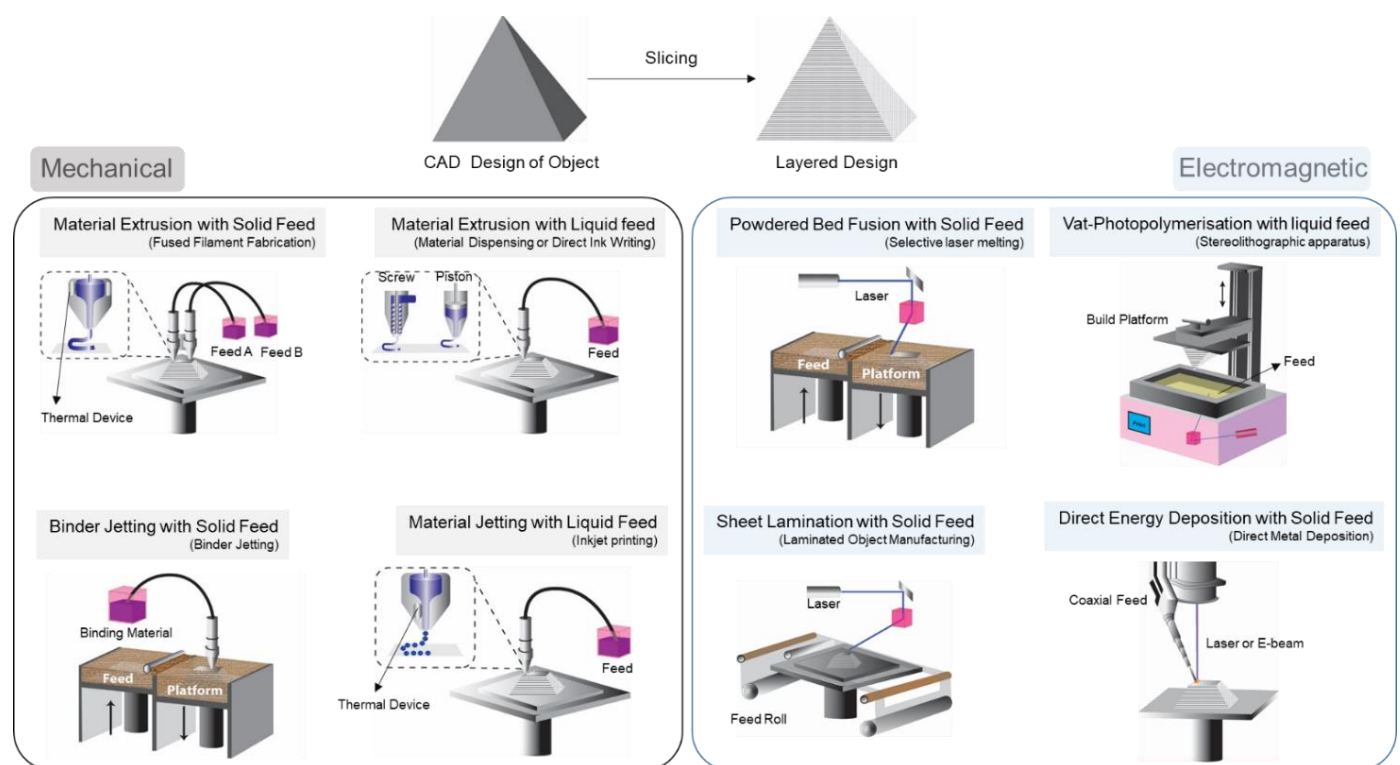 Slicing
CAD Design of Object
Layered Design
Mechanical
Electromagnetic
Material Extrusion with Solid Feed
(Fused Filament Fabrication)
Feed A
Feed B
Thermal Device
Material Extrusion with Liquid feed
(Material Dispensing or Direct Ink Writing)
Screw
Piston
Feed
Binder Jetting with Solid Feed
(Binder Jetting)
Binding Material
Feed
Platform
Material Jetting with Liquid Feed
(Inkjet printing)
Feed
Thermal Device
Powdered Bed Fusion with Solid Feed
(Selective laser melting)
Laser
Feed
Platform
Vat-Photopolymerisation with liquid feed
(Stereolithographic apparatus)
Build Platform
Feed
Sheet Lamination with Solid Feed
(Laminated Object Manufacturing)
Laser
Feed Roll
Direct Energy Deposition with Solid Feed
(Direct Metal Deposition)
Coaxial Feed
Laser or E-beam